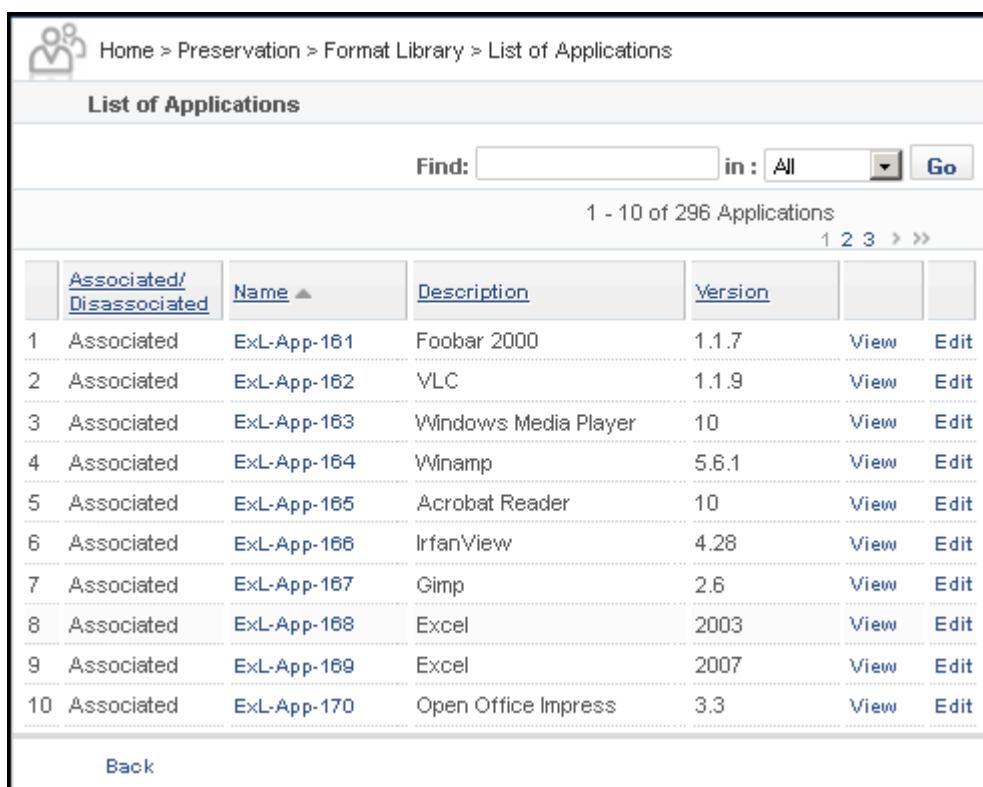 Home > Preservation > Format Library > List of Applications
List of Applications
Find: in : All Go
1 - 10 of 296 Applications
1 2 3 > >>
Associated/ Disassociated Name Description Version
1 Associated ExL-App-161 Foobar 2000 1.1.7 View Edit
2 Associated ExL-App-162 VLC 1.1.9 View Edit
3 Associated ExL-App-163 Windows Media Player 10 View Edit
4 Associated ExL-App-164 Winamp 5.6.1 View Edit
5 Associated ExL-App-165 Acrobat Reader 10 View Edit
6 Associated ExL-App-166 IrfanView 4.28 View Edit
7 Associated ExL-App-167 Gimp 2.6 View Edit
8 Associated ExL-App-168 Excel 2003 View Edit
9 Associated ExL-App-169 Excel 2007 View Edit
10 Associated ExL-App-170 Open Office Impress 3.3 View Edit
Back